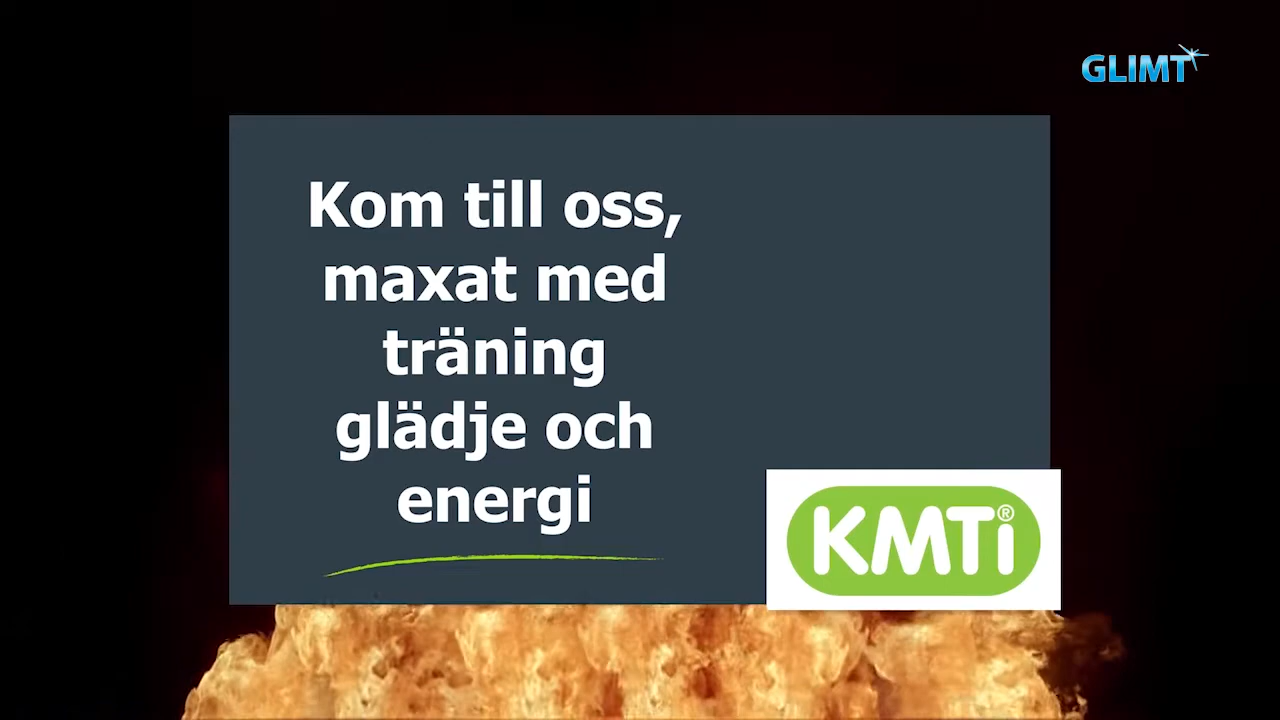 GLIMT
Kom till oss,
maxat med
träning
glädje och
energi
KMTi®